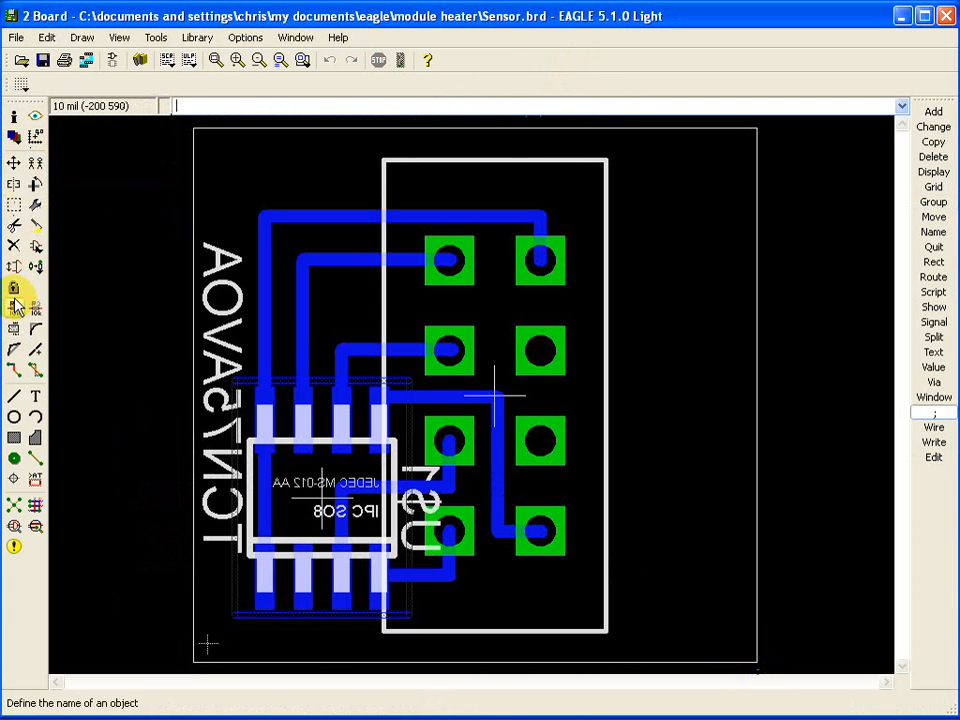 2 Board - C:\documents and settings\chris\my documents\eagle\module heater\Sensor.brd - EAGLE 5.1.0 Light
File Edit Draw View Tools Library Options Window Help
10 mil (-200 590)
Add
Change
Copy
Delete
Display
Grid
Group
Move
Name
Quit
Rect
Route
Script
Show
Signal
Split
Text
Value
Via
Window
;
Wire
Write
Edit
TCN75AVOA
U$1
JEDEC MS-012 AA
IPC SO8
Define the name of an object